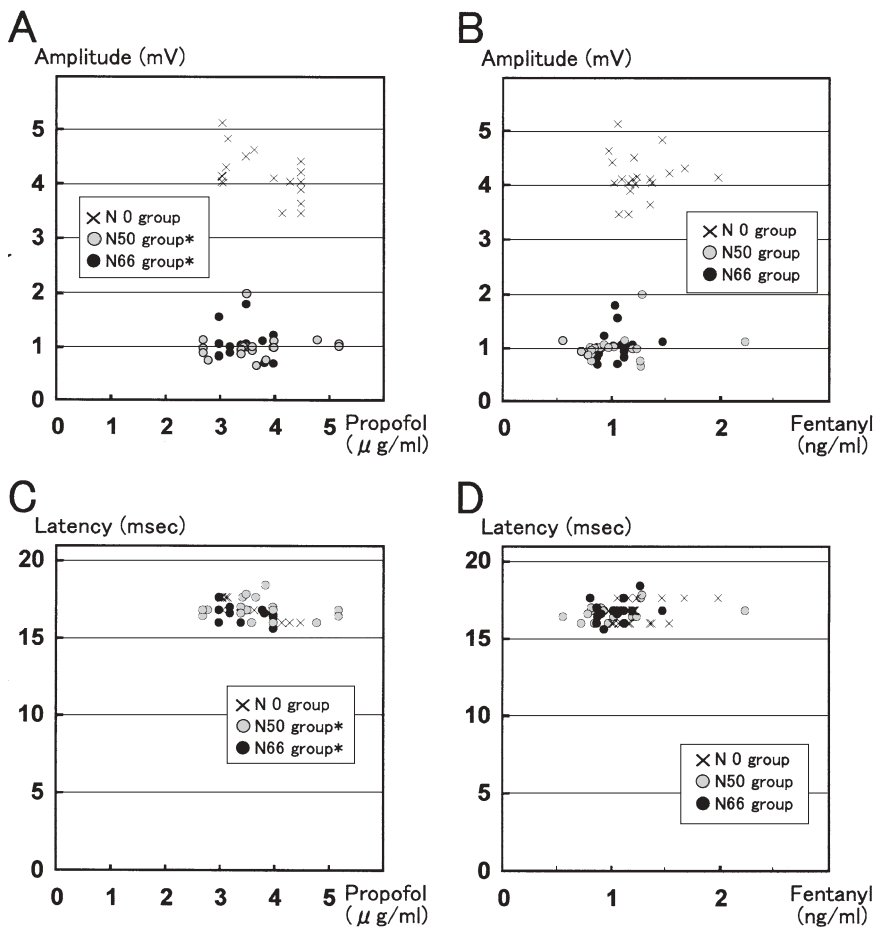 A
Amplitude (mV)
5
4
3
2
1
0
× N 0 group
N50 group*
N66 group*
0 1 2 3 4 5 Propofol
(μg/ml)
B
Amplitude (mV)
5
4
3
2
1
0
× N 0 group
N50 group
N66 group
0 1 2 Fentanyl
(ng/ml)
C
Latency (msec)
20
15
10
5
0
× N 0 group
N50 group*
N66 group*
0 1 2 3 4 5 Propofol
(μg/ml)
D
Latency (msec)
20
15
10
5
0
× N 0 group
N50 group
N66 group
0 1 2 Fentanyl
(ng/ml)